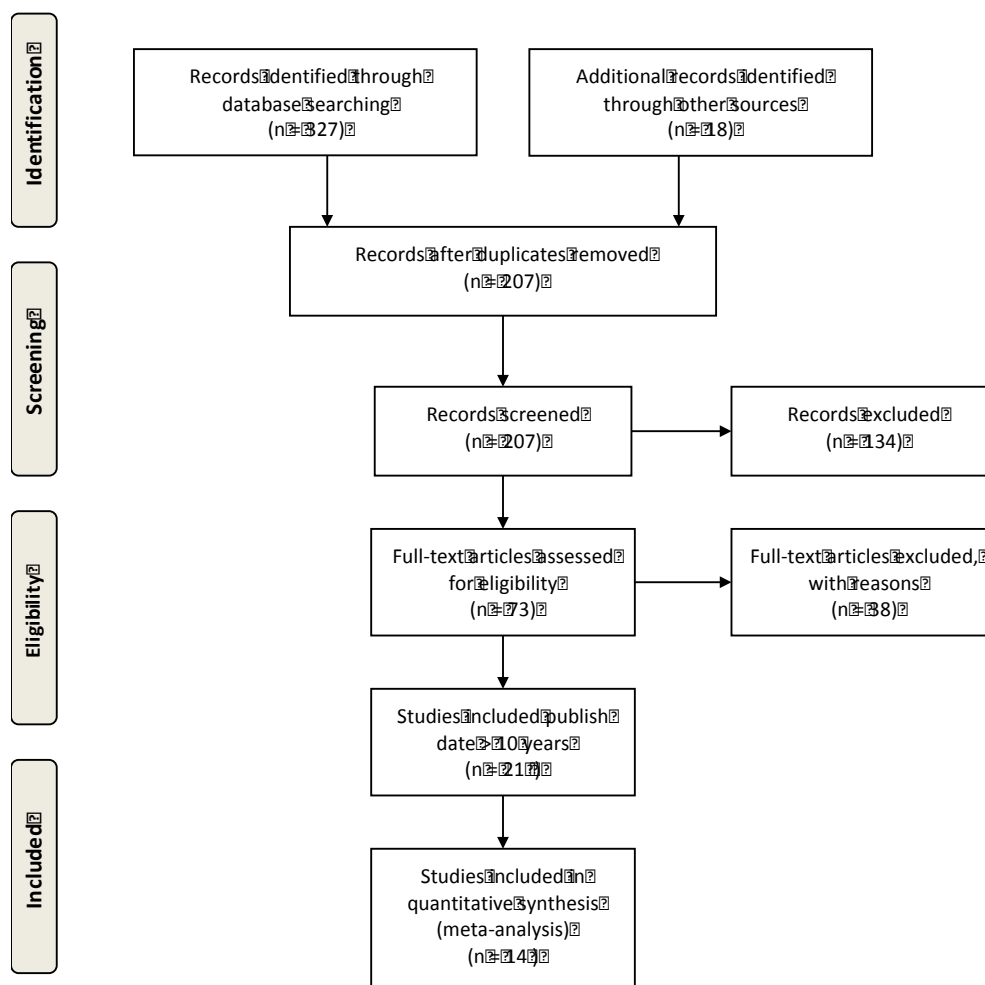 Identification
Records identified through
database searching
(n = 327)
Additional records identified
through other sources
(n = 18)
Records after duplicates removed
(n = 207)
Screening
Records screened
(n = 207)
Records excluded
(n = 134)
Eligibility
Full-text articles assessed
for eligibility
(n = 73)
Full-text articles excluded,
with reasons
(n = 38)
Studies included publish
date > 10 years
(n = 21 )
Included
Studies included in
quantitative synthesis
(meta-analysis)
(n = 14 )